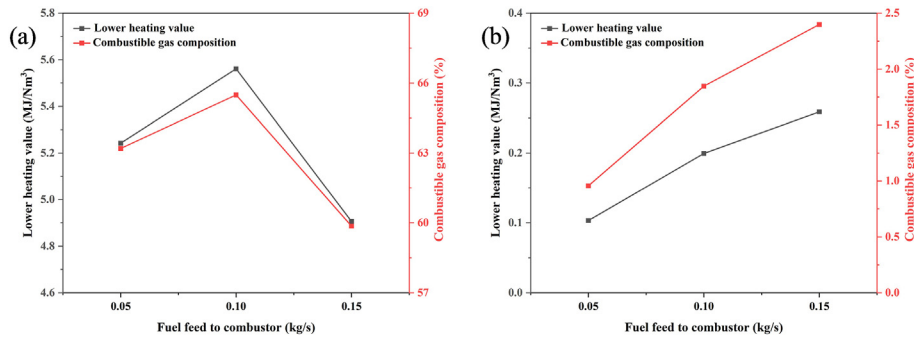 (a)
Lower heating value
Combustible gas composition
Lower heating value (MJ/Nm³)
5.8
5.6
5.4
5.2
5.0
4.8
4.6
69
66
63
60
57
Combustible gas composition (%)
0.05 0.10 0.15
Fuel feed to combustor (kg/s)
(b)
Lower heating value
Combustible gas composition
Lower heating value (MJ/Nm³)
0.4
0.3
0.2
0.1
0.0
2.5
2.0
1.5
1.0
0.5
0.0
Combustible gas composition (%)
0.05 0.10 0.15
Fuel feed to combustor (kg/s)